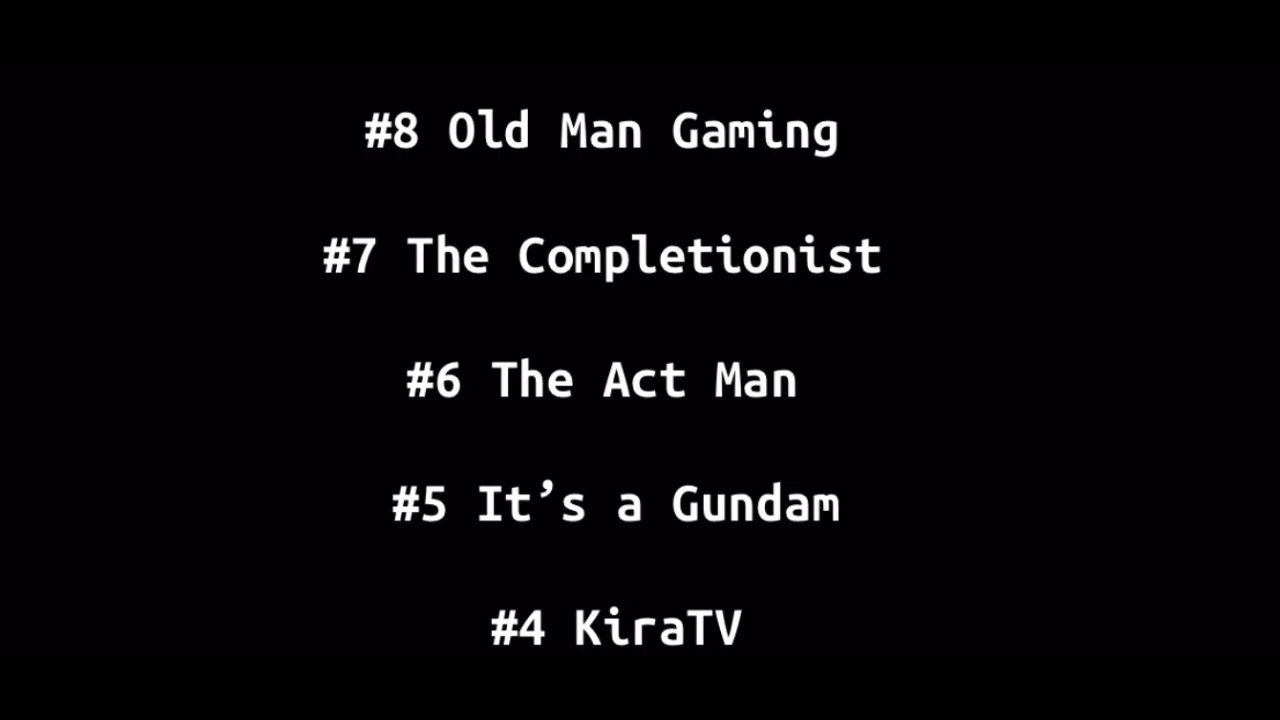 #8 Old Man Gaming
#7 The Completionist
#6 The Act Man
#5 It’s a Gundam
#4 KiraTV